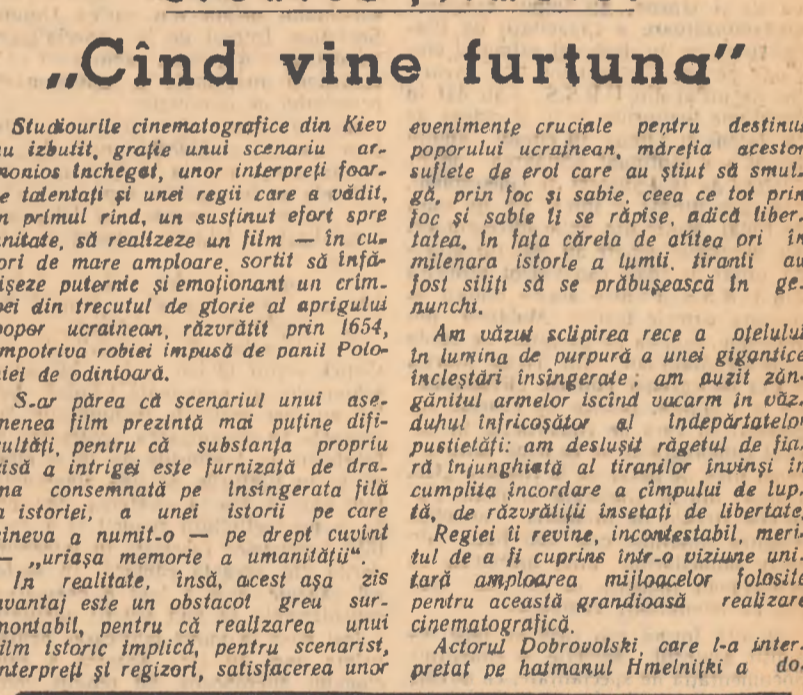 „Cînd vine furtuna”
Studiourile cinematografice din Kiev
au izbutit, grație unui scenariu ar-
monios închegat, unor interpreți foar-
te talentați și unei regii care a vădit,
în primul rînd, un susținut efort spre
unitate, să realizeze un film — în cu-
lori de mare amploare, sortit să înfă-
țișeze puternic și emoționant un crîm-
pei din trecutul de glorie al aprigului
popor ucrainean, răzvrătit prin 1654,
împotriva robiei impusă de panii Polo-
niei de odinioară.
S-ar părea că scenariul unui ase-
menea film prezintă mai puține difi-
cultăți, pentru că substanța propriu
zisă a intrigei este furnizată de dra-
ma consemnată pe însîngerata filă
a istoriei, a unei istorii pe care
cineva a numit-o — pe drept cuvînt
— „uriașa memorie a umanității“.
In realitate, însă, acest așa zis
avantaj este un obstacol greu sur-
montabil, pentru că realizarea unui
film istoric implică, pentru scenarist,
interpreți și regizori, satisfacerea unor
evenimente cruciale pentru destinul
poporului ucrainean, măreția acestor
suflete de eroi care au știut să smul-
gă, prin foc și sabie, ceea ce tot prin
foc și sabie li se răpise, adică liber-
tatea, în fața căreia de atîtea ori în
milenara istorie a lumii, tiranii au
fost siliți să se prăbușească în ge-
nunchi.
Am văzut sclipirea rece a oțelului
în lumina de purpură a unei gigantice
încleștări însîngerate; am auzit zăn-
gănitul armelor iscînd vacarm în văz-
duhul înfricoșător al îndepărtatelor
pustietăți: am deslușit răgetul de fia-
ră înjunghiată al tiranilor învinși în
cumplita încordare a cîmpului de lup-
tă, de răzvrătiții însetați de libertate.
Regiei îi revine, incontestabil, meri-
tul de a fi cuprins într-o viziune uni-
tară amploarea mijloacelor folosite
pentru această grandioasă realizare
cinematografică.
Actorul Dobrovolski, care l-a inter-
pretat pe hatmanul Hmelnițki a do-